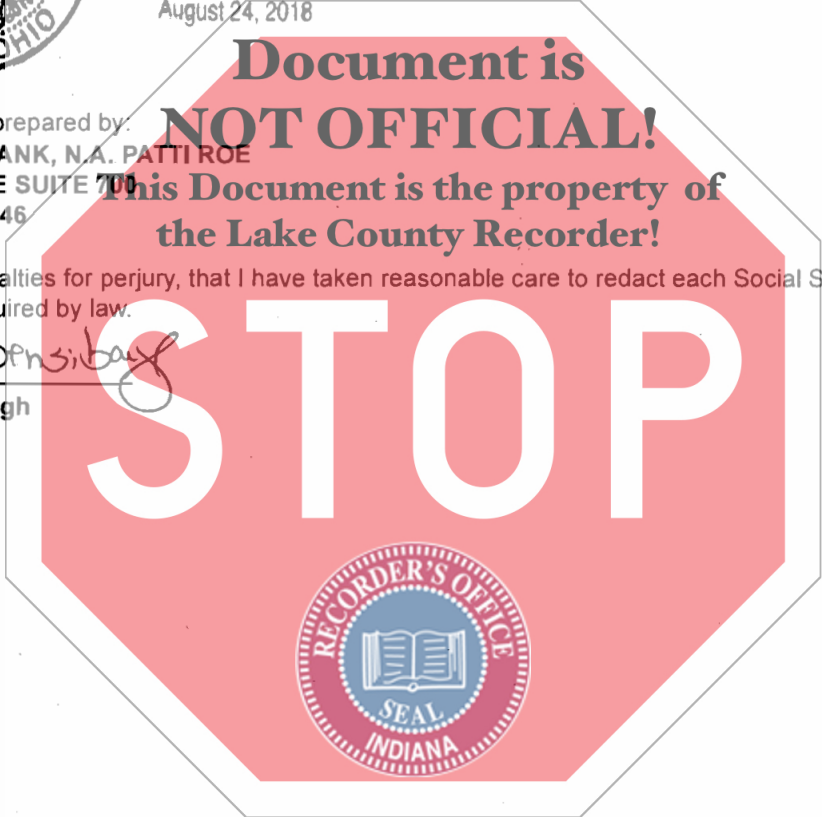 OHIO
August 24, 2018
Document is
NOT OFFICIAL!
prepared by:
ANK, N.A. PATTI ROE
E SUITE 700
This Document is the property of
46
the Lake County Recorder!
alties for perjury, that I have taken reasonable care to redact each Social S
uired by law.
gh
STOP
RECORDER'S OFFICE
SEAL
INDIANA